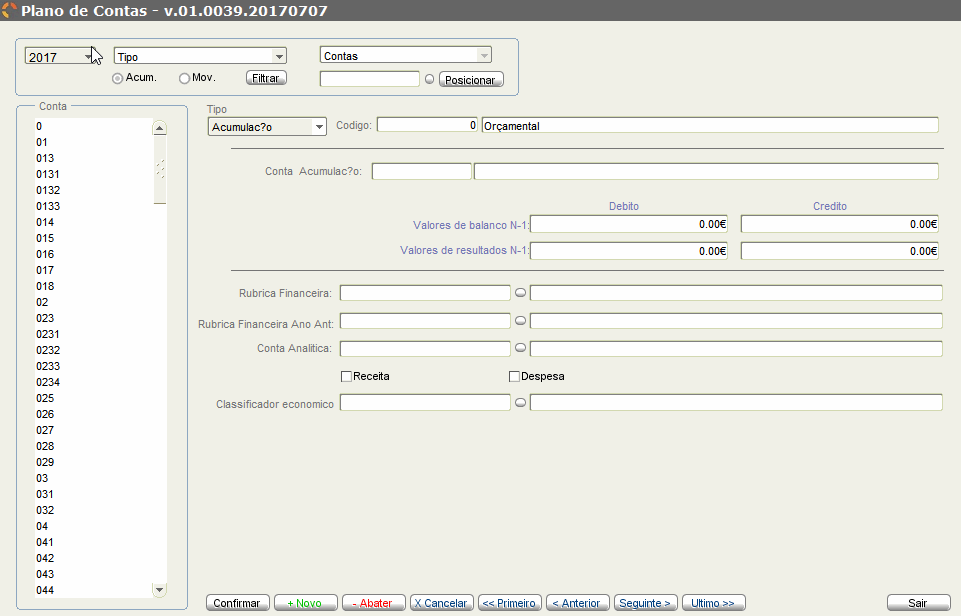 Plano de Contas - v.01.0039.20170707
2017 Tipo Contas
Acum. Mov. Filtrar Posicionar
Conta
0
01
013
0131
0132
0133
014
015
016
017
018
02
023
0231
0232
0233
0234
025
026
027
028
029
03
031
032
04
041
042
043
044
Tipo
Acumulac?o Codigo: 0 Orçamental
Conta Acumulac?o:
Debito Credito
Valores de balanco N-1: 0.00€ 0.00€
Valores de resultados N-1: 0.00€ 0.00€
Rubrica Financeira:
Rubrica Financeira Ano Ant:
Conta Analitica:
Receita Despesa
Classificador economico
Confirmar + Novo - Abater X Cancelar << Primeiro < Anterior Seguinte > Ultimo >> Sair